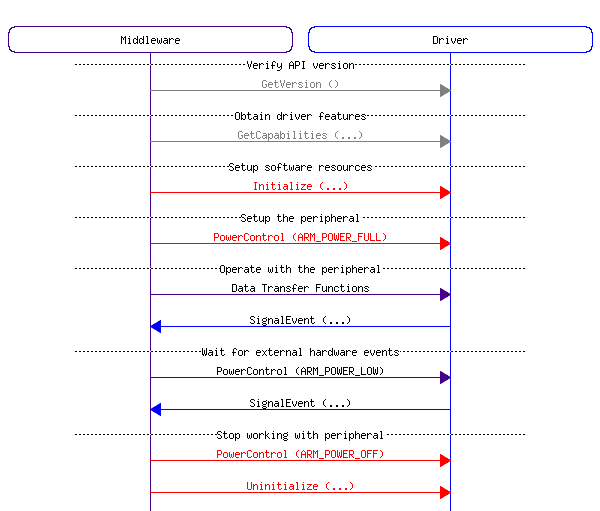 Middleware
Driver
Verify API version
GetVersion ()
Obtain driver features
GetCapabilities (...)
Setup software resources
Initialize (...)
Setup the peripheral
PowerControl (ARM_POWER_FULL)
Operate with the peripheral
Data Transfer Functions
SignalEvent (...)
Wait for external hardware events
PowerControl (ARM_POWER_LOW)
SignalEvent (...)
Stop working with peripheral
PowerControl (ARM_POWER_OFF)
Uninitialize (...)